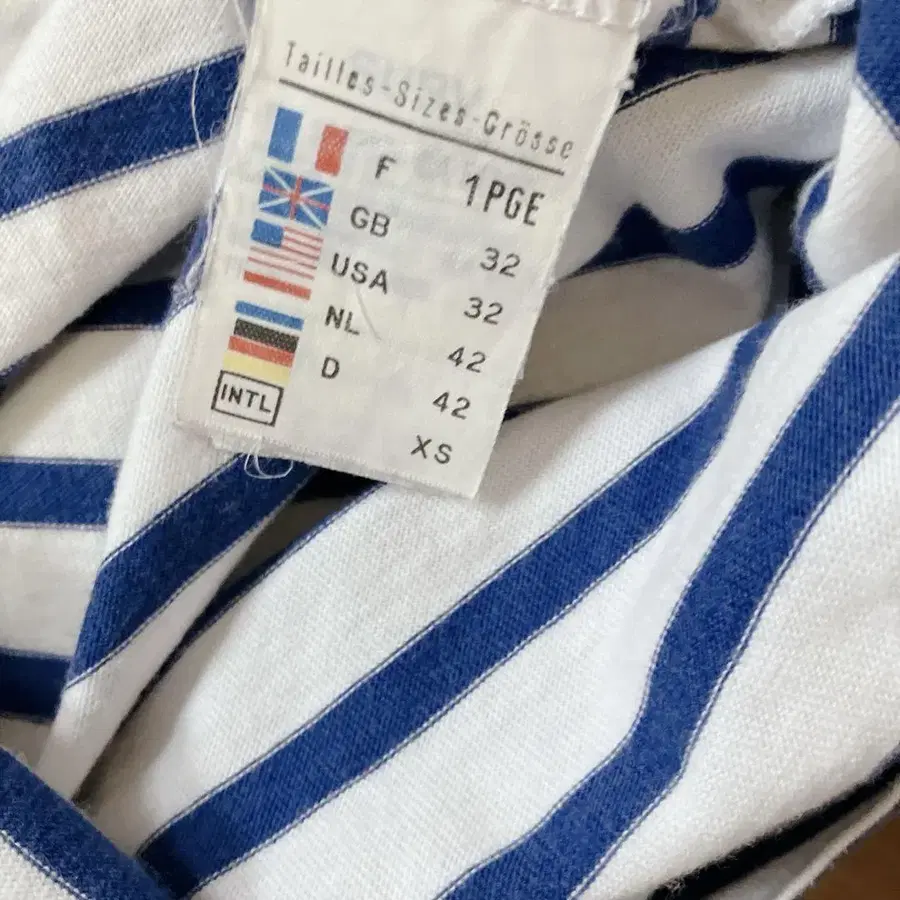 Tailles-Sizes-Grösse
F 1PGE
GB 32
USA 32
NL 42
D 42
INTL XS